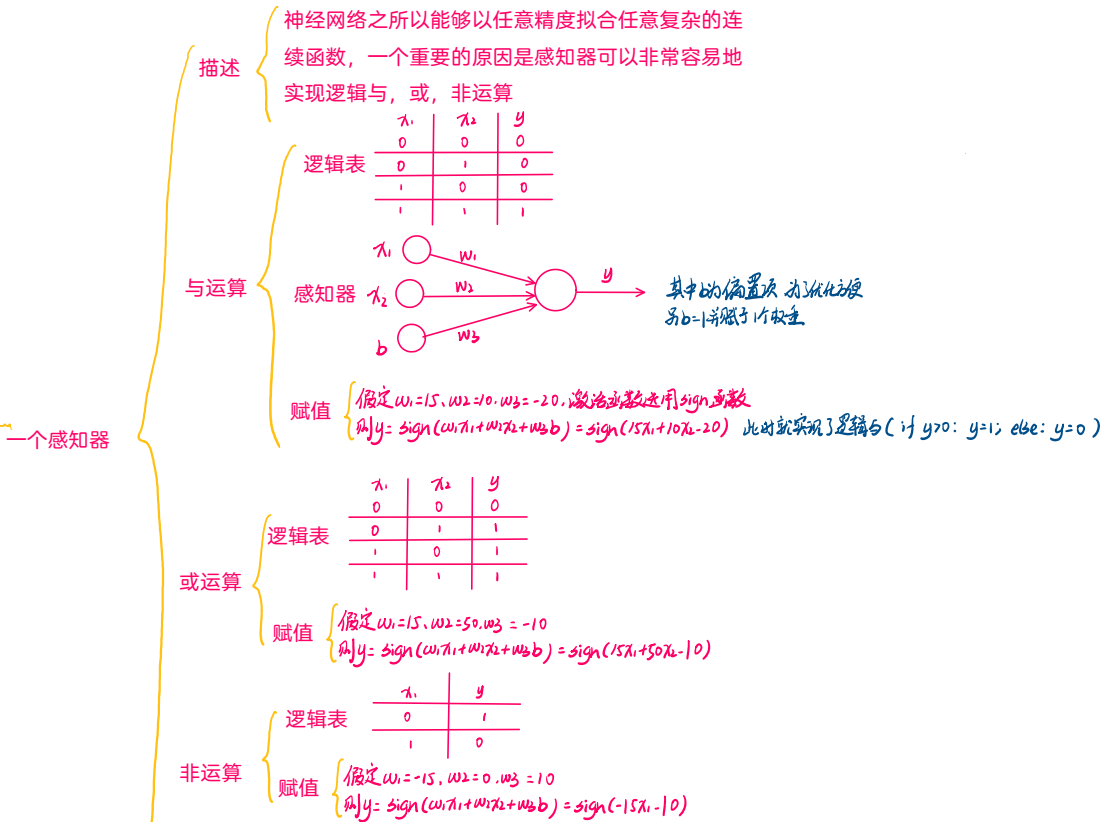 一个感知器
描述
神经网络之所以能够以任意精度拟合任意复杂的连
续函数，一个重要的原因是感知器可以非常容易地
实现逻辑与，或，非运算
与运算
逻辑表
x₁ x₂ y
0 0 0
0 1 0
1 0 0
1 1 1
感知器
x₁ w₁
x₂ w₂ y
b w₃
其中b为偏置项 为了优化方便
另b=1并赋于1个权重
赋值
假定w₁=15、w₂=10.w₃=-20.激活函数选用sign函数
则y=sign(w₁x₁+w₂x₂+w₃b)=sign(15x₁+10x₂-20) 此时就实现了逻辑与(if y>0: y=1; else: y=0)
或运算
逻辑表
x₁ x₂ y
0 0 0
0 1 1
1 0 1
1 1 1
赋值
假定w₁=15、w₂=50.w₃=-10
则y=sign(w₁x₁+w₂x₂+w₃b)=sign(15x₁+50x₂-10)
非运算
逻辑表
x₁ y
0 1
1 0
赋值
假定w₁=-15、w₂=0.w₃=10
则y=sign(w₁x₁+w₂x₂+w₃b)=sign(-15x₁-10)